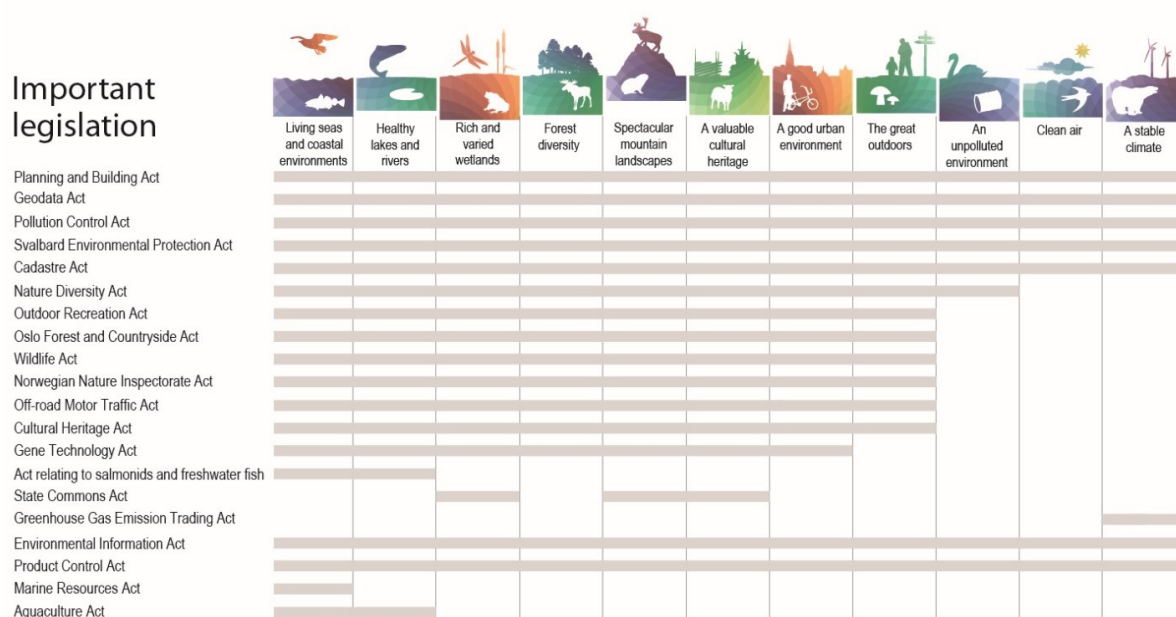 Important
legislation
Living seas
and coastal
environments
Healthy
lakes and
rivers
Rich and
varied
wetlands
Forest
diversity
Spectacular
mountain
landscapes
A valuable
cultural
heritage
A good urban
environment
The great
outdoors
An
unpolluted
environment
Clean air
A stable
climate
Planning and Building Act
Geodata Act
Pollution Control Act
Svalbard Environmental Protection Act
Cadastre Act
Nature Diversity Act
Outdoor Recreation Act
Oslo Forest and Countryside Act
Wildlife Act
Norwegian Nature Inspectorate Act
Off-road Motor Traffic Act
Cultural Heritage Act
Gene Technology Act
Act relating to salmonids and freshwater fish
State Commons Act
Greenhouse Gas Emission Trading Act
Environmental Information Act
Product Control Act
Marine Resources Act
Aquaculture Act